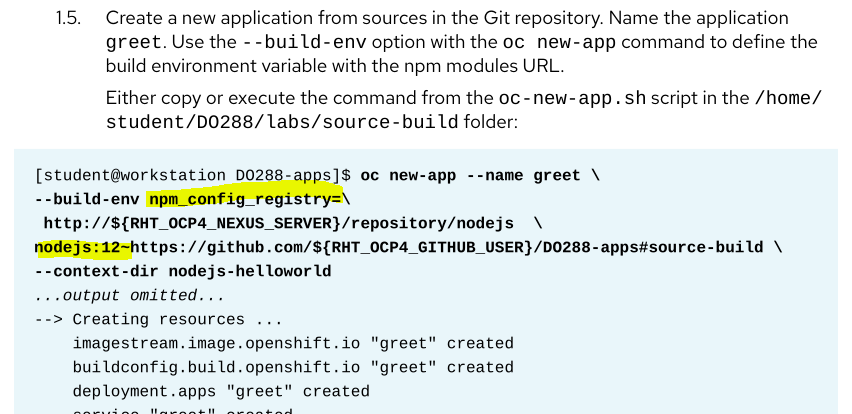 1.5. Create a new application from sources in the Git repository. Name the application
greet. Use the --build-env option with the oc new-app command to define the
build environment variable with the npm modules URL.
Either copy or execute the command from the oc-new-app.sh script in the /home/
student/DO288/labs/source-build folder:
[student@workstation DO288-apps]$ oc new-app --name greet \
--build-env npm_config_registry=\
http://${RHT_OCP4_NEXUS_SERVER}/repository/nodejs \
nodejs:12~https://github.com/${RHT_OCP4_GITHUB_USER}/DO288-apps#source-build \
--context-dir nodejs-helloworld
...output omitted...
--> Creating resources ...
imagestream.image.openshift.io "greet" created
buildconfig.build.openshift.io "greet" created
deployment.apps "greet" created
service "greet" created